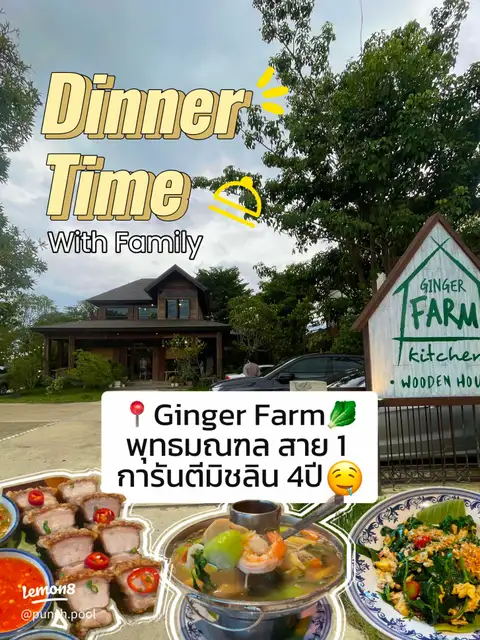 Dinner
Time
With Family
GINGER
FARM
kitchen
• WOODEN HOU
📍Ginger Farm🥬
พุทธมณฑล สาย 1
การันตีมิชลิน 4ปี🤤
lemon8
@punch.pool